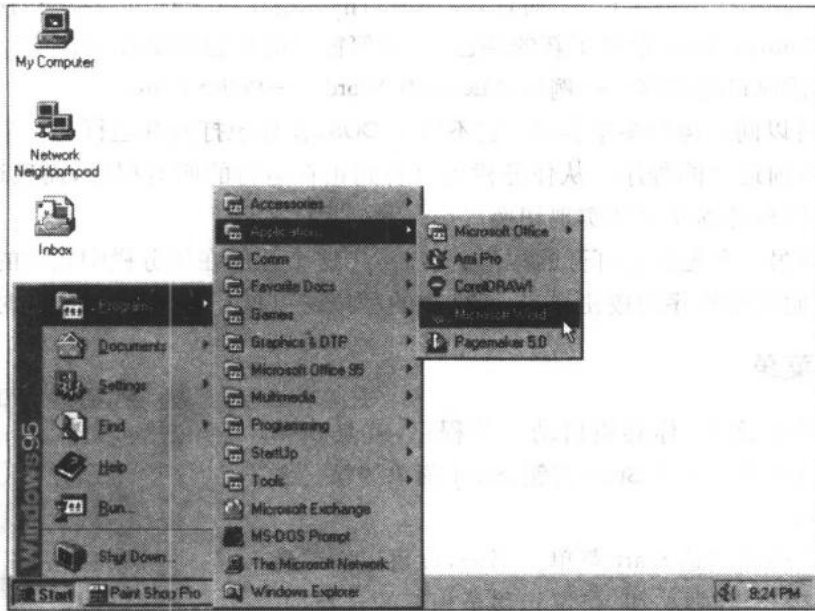 My Computer
Network
Neighborhood
Inbox
Programs
Documents
Settings
Find
Help
Run...
Shut Down...
Windows 95
Accessories
Applications
Comm
Favorite Docs
Games
Graphics & DTP
Microsoft Office 95
Multimedia
Programming
StartUp
Tools
Microsoft Exchange
MS-DOS Prompt
The Microsoft Network
Windows Explorer
Microsoft Office
Ami Pro
CorelDRAW!
Microsoft Word
Pagemaker 5.0
Start
Paint Shop Pro
9:24 PM